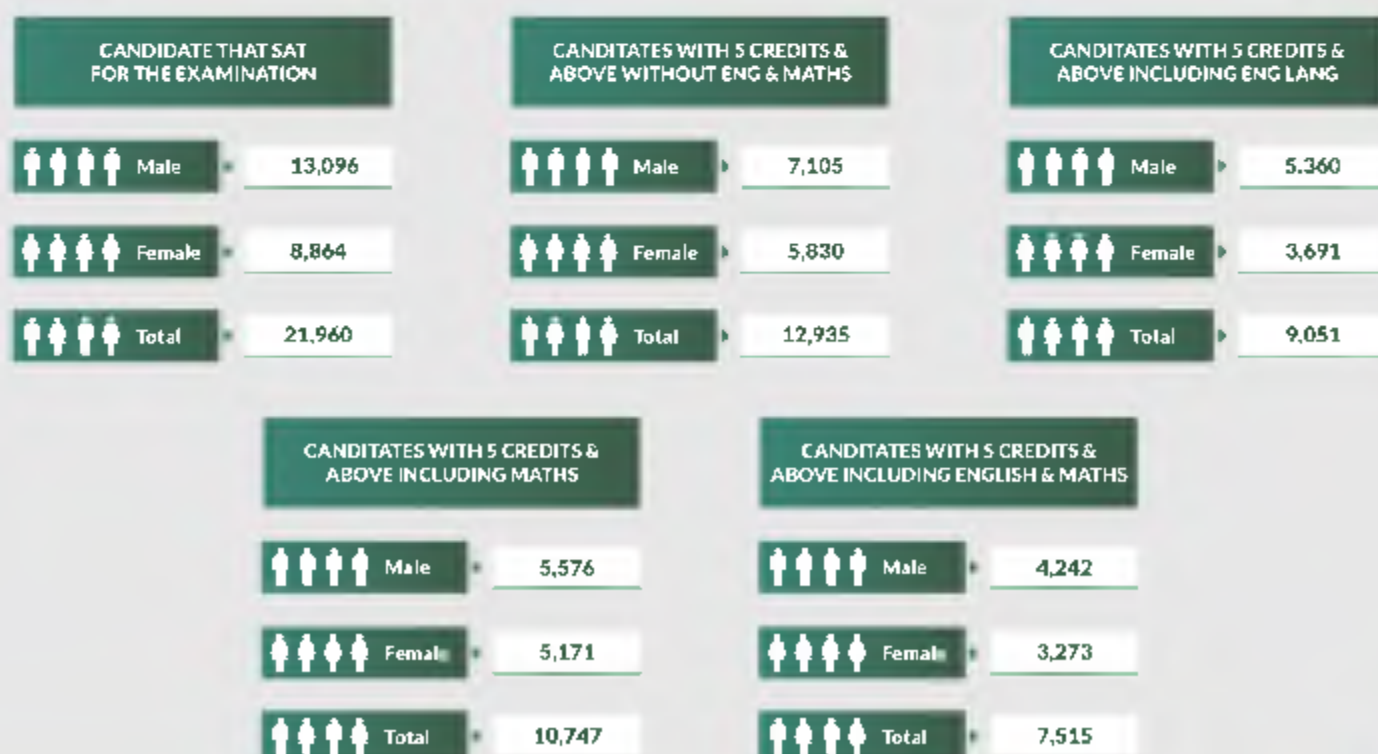 CANDIDATE THAT SAT
FOR THE EXAMINATION
Male 13,096
Female 8,864
Total 21,960
CANDITATES WITH 5 CREDITS &
ABOVE WITHOUT ENG & MATHS
Male 7,105
Female 5,830
Total 12,935
CANDITATES WITH 5 CREDITS &
ABOVE INCLUDING ENG LANG
Male 5.360
Female 3,691
Total 9,051
CANDITATES WITH 5 CREDITS &
ABOVE INCLUDING MATHS
Male 5,576
Female 5,171
Total 10,747
CANDITATES WITH 5 CREDITS &
ABOVE INCLUDING ENGLISH & MATHS
Male 4,242
Female 3,273
Total 7,515